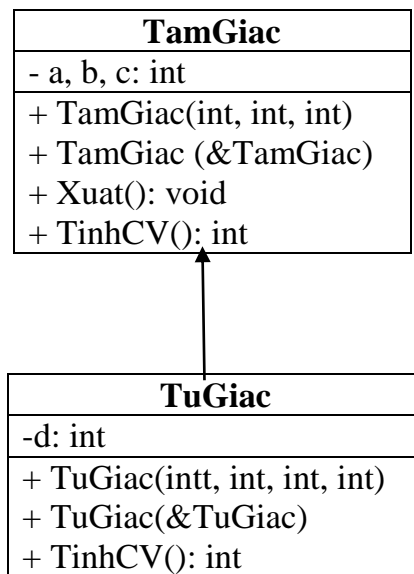 TamGiac
- a, b, c: int
+ TamGiac(int, int, int)
+ TamGiac (&TamGiac)
+ Xuat(): void
+ TinhCV(): int
TuGiac
-d: int
+ TuGiac(intt, int, int, int)
+ TuGiac(&TuGiac)
+ TinhCV(): int